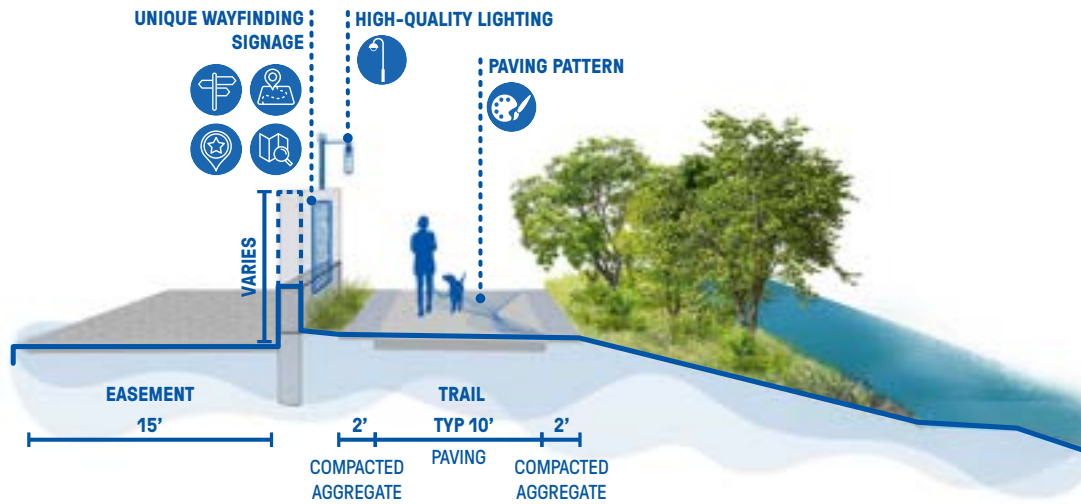 UNIQUE WAYFINDING
SIGNAGE
HIGH-QUALITY LIGHTING
PAVING PATTERN
VARIES
EASEMENT
15’
TRAIL
2’
TYP 10’
2’
PAVING
COMPACTED
AGGREGATE
COMPACTED
AGGREGATE